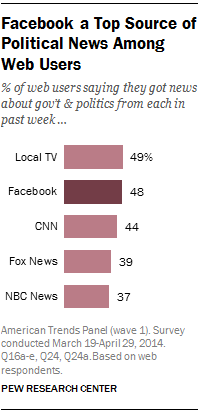 Facebook a Top Source of
Political News Among
Web Users
% of web users saying they got news
about gov't & politics from each in
past week ...
Local TV 49%
Facebook 48
CNN 44
Fox News 39
NBC News 37
American Trends Panel (wave 1). Survey
conducted March 19-April 29, 2014.
Q16a-e, Q24, Q24a.Based on web
respondents.
PEW RESEARCH CENTER